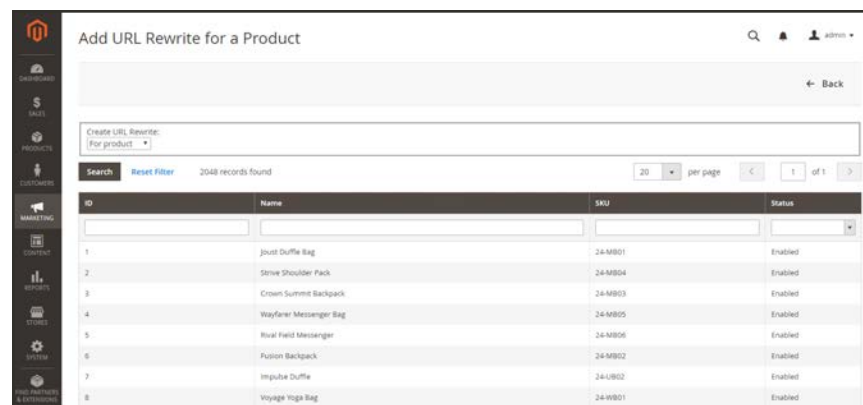 Add URL Rewrite for a Product
admin
DASHBOARD
← Back
$
SALES
Create URL Rewrite:
For product
PRODUCTS
Search Reset Filter 2048 records found 20 per page < 1 of 1 >
CUSTOMERS
ID Name SKU Status
MARKETING
CONTENT
1 Joust Duffle Bag 24-MB01 Enabled
2 Strive Shoulder Pack 24-MB04 Enabled
REPORTS
3 Crown Summit Backpack 24-MB03 Enabled
4 Wayfarer Messenger Bag 24-MB05 Enabled
STORES
5 Rival Field Messenger 24-MB06 Enabled
SYSTEM
6 Fusion Backpack 24-MB02 Enabled
7 Impulse Duffle 24-UB02 Enabled
FIND PARTNERS
& EXTENSIONS
8 Voyage Yoga Bag 24-WB01 Enabled